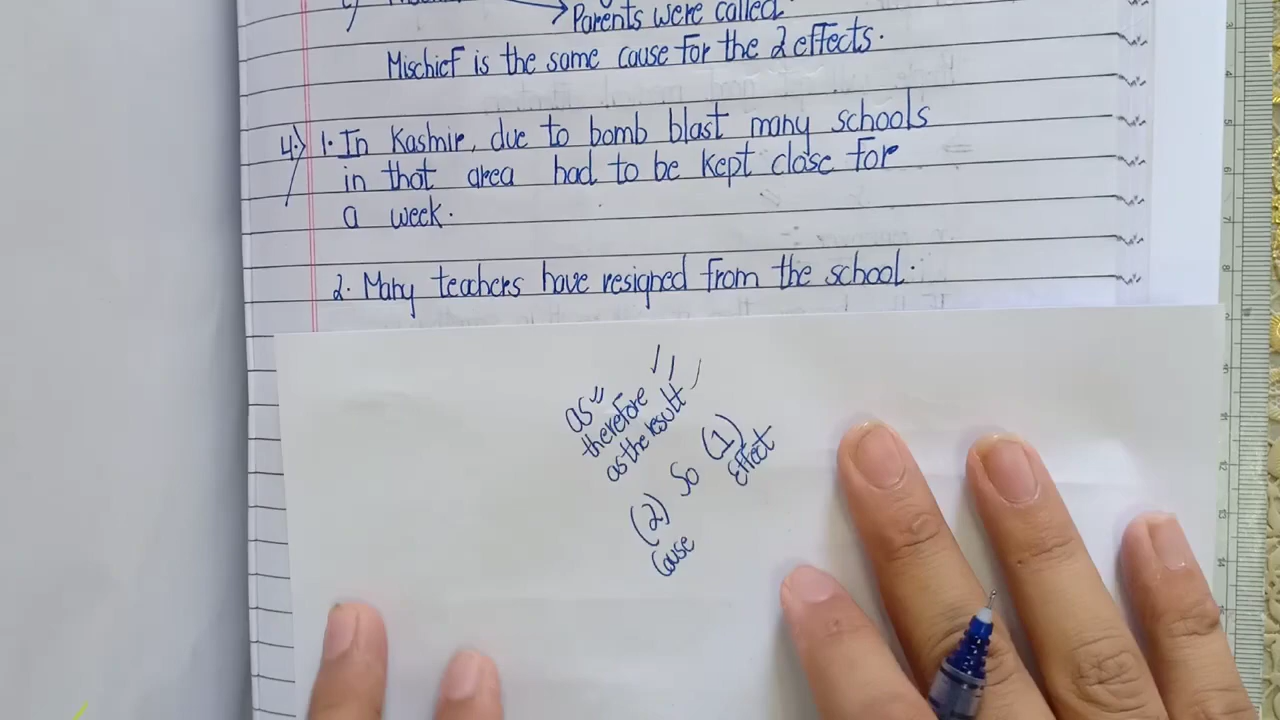 Parents were called.
Mischief is the same cause for the 2 effects.
4.) 1. In Kashmir, due to bomb blast many schools
in that area had to be kept close for
a week.
2. Many teachers have resigned from the school.
as
therefore
as the result
(2) So (1)
Cause Effect